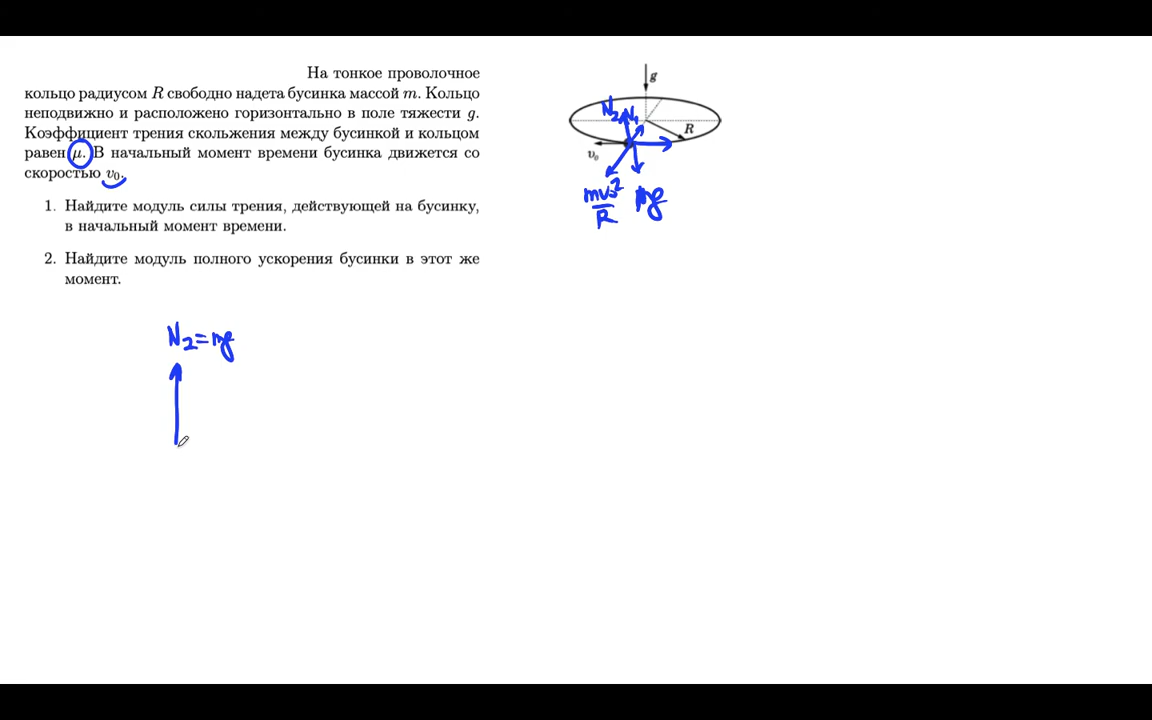 На тонкое проволочное
кольцо радиусом R свободно надета бусинка массой m. Кольцо
неподвижно и расположено горизонтально в поле тяжести g.
Коэффициент трения скольжения между бусинкой и кольцом
равен μ. В начальный момент времени бусинка движется со
скоростью v₀.
1. Найдите модуль силы трения, действующей на бусинку,
в начальный момент времени.
2. Найдите модуль полного ускорения бусинки в этот же
момент.
g
N₂ N₁
R
v₀
mv₀²/R mg
N₂=mg